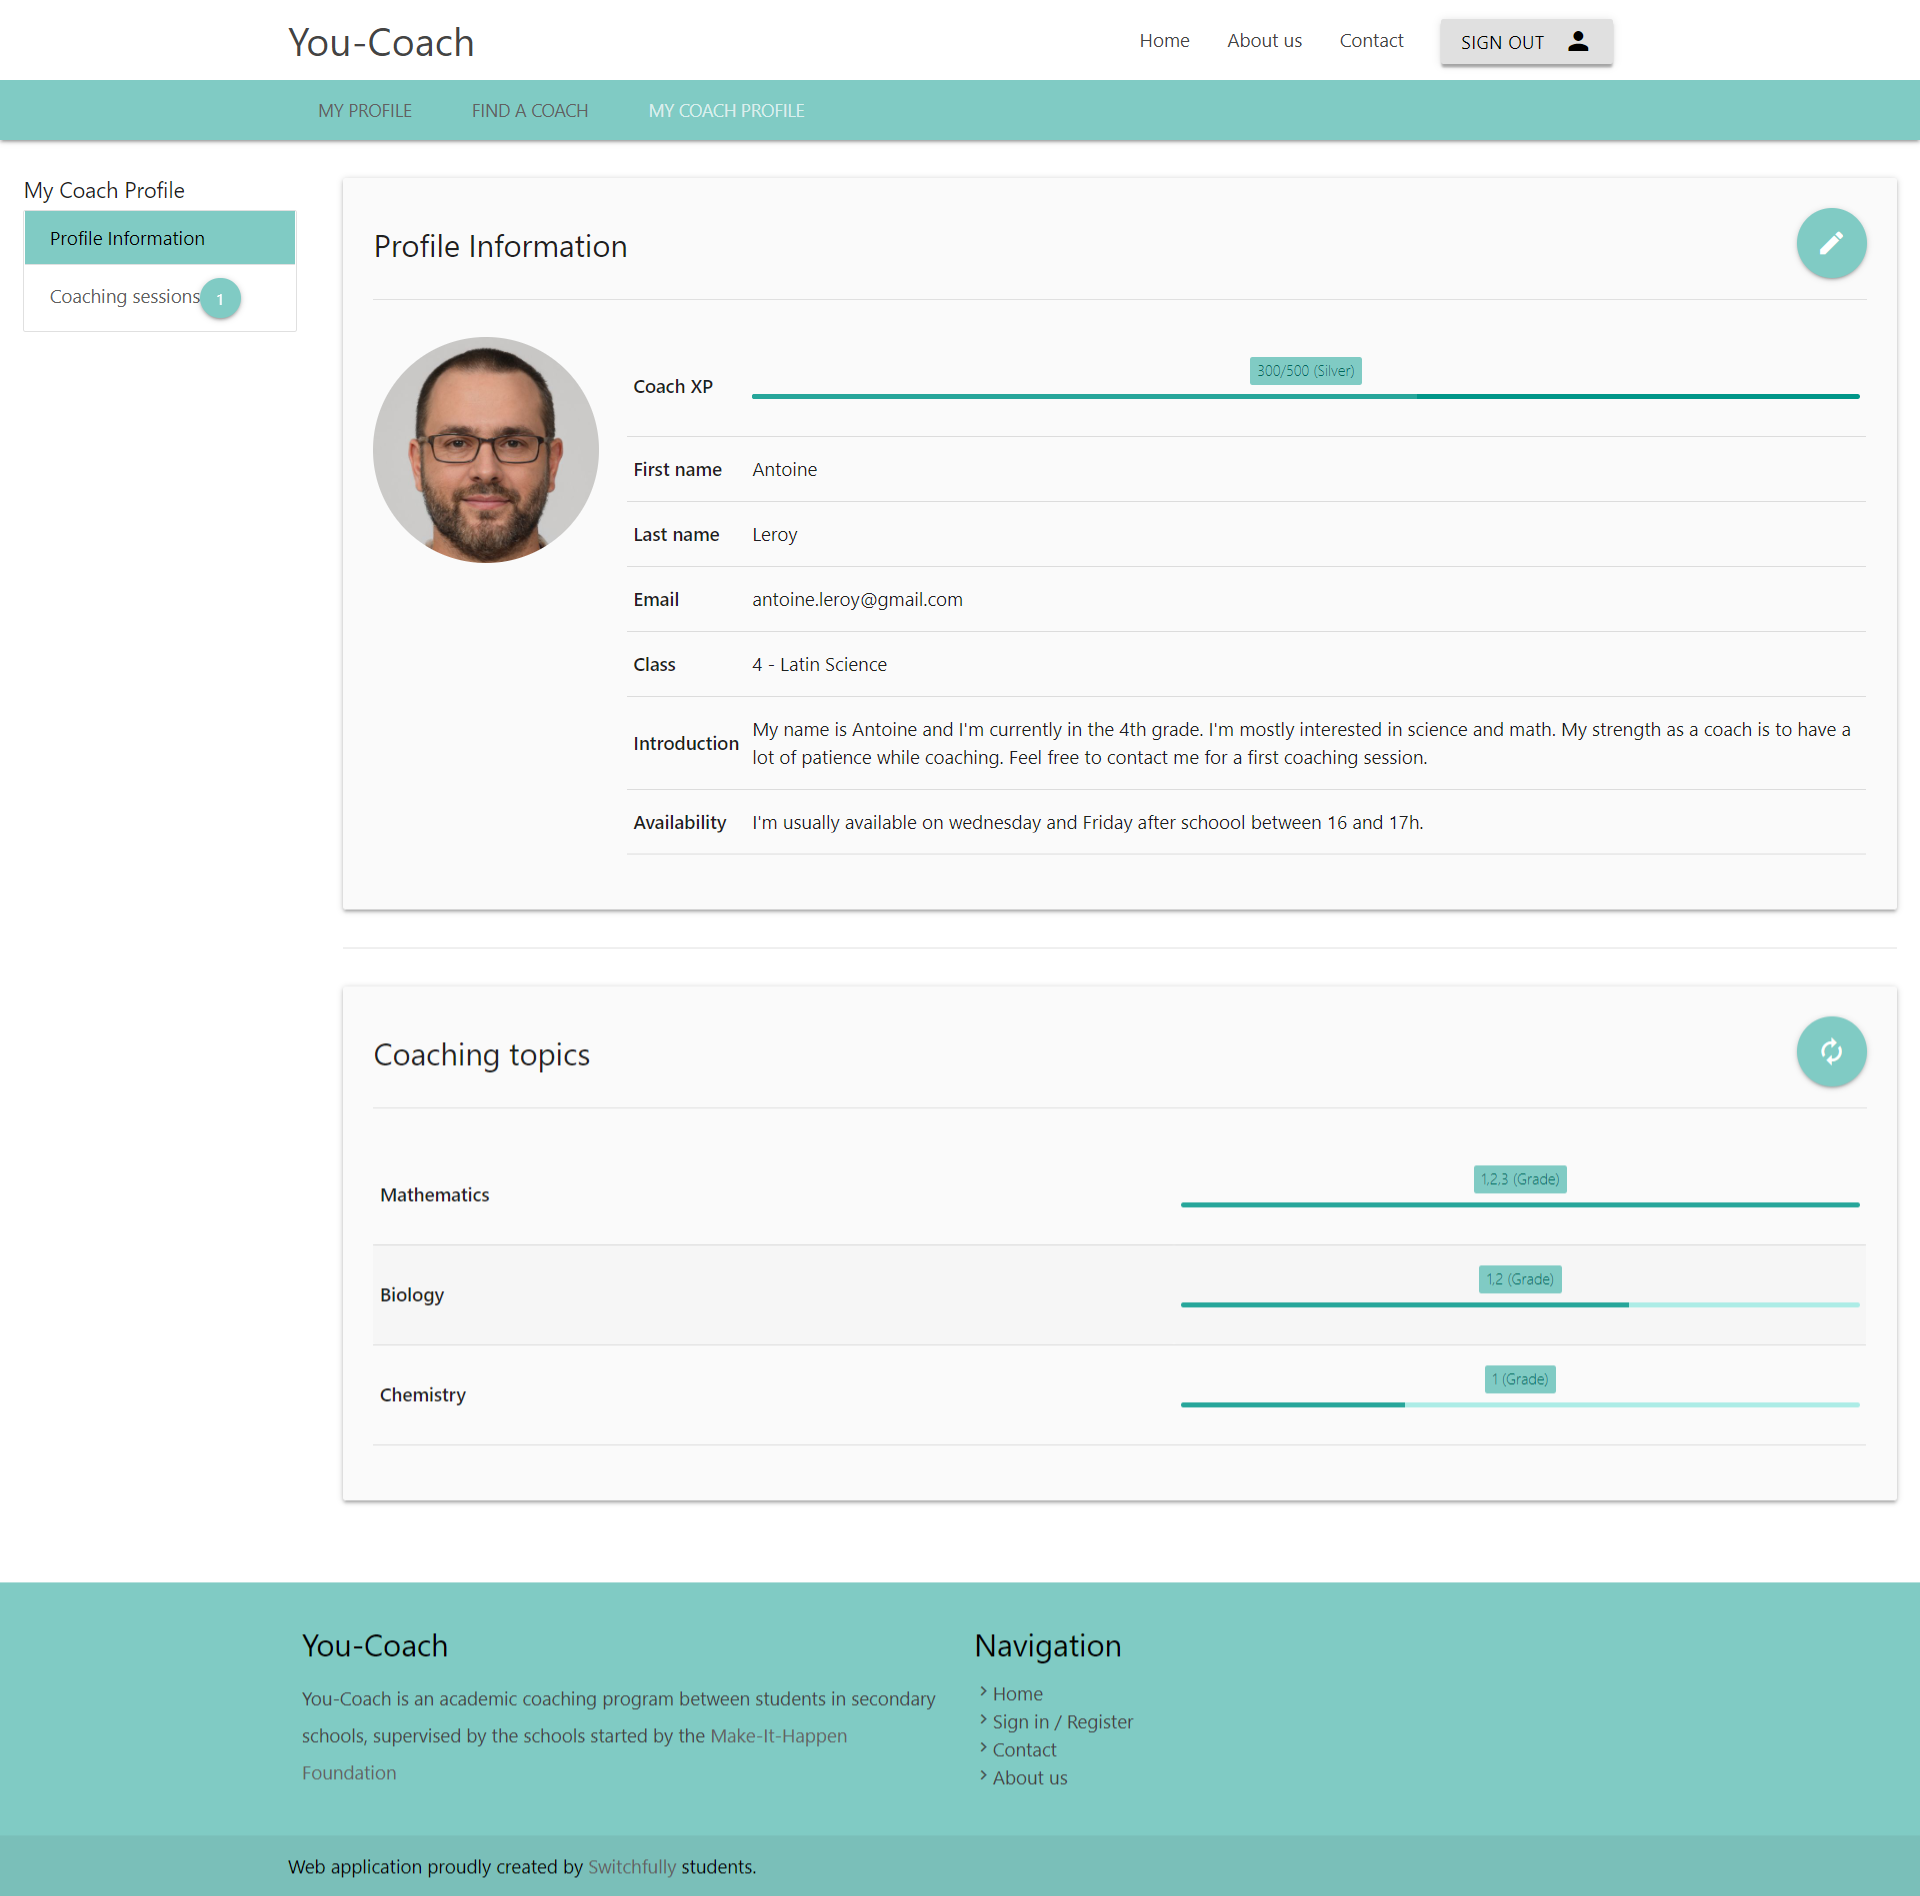 You-Coach
Home
About us
Contact
SIGN OUT
MY PROFILE
FIND A COACH
MY COACH PROFILE
My Coach Profile
Profile Information
Coaching sessions
1
Profile Information
Coach XP
300/500 (Silver)
First name
Antoine
Last name
Leroy
Email
antoine.leroy@gmail.com
Class
4 - Latin Science
Introduction
My name is Antoine and I'm currently in the 4th grade. I'm mostly interested in science and math. My strength as a coach is to have a
lot of patience while coaching. Feel free to contact me for a first coaching session.
Availability
I'm usually available on wednesday and Friday after schoool between 16 and 17h.
Coaching topics
Mathematics
1,2,3 (Grade)
Biology
1,2 (Grade)
Chemistry
1 (Grade)
You-Coach
You-Coach is an academic coaching program between students in secondary
schools, supervised by the schools started by the Make-It-Happen
Foundation
Navigation
Home
Sign in / Register
Contact
About us
Web application proudly created by Switchfully students.